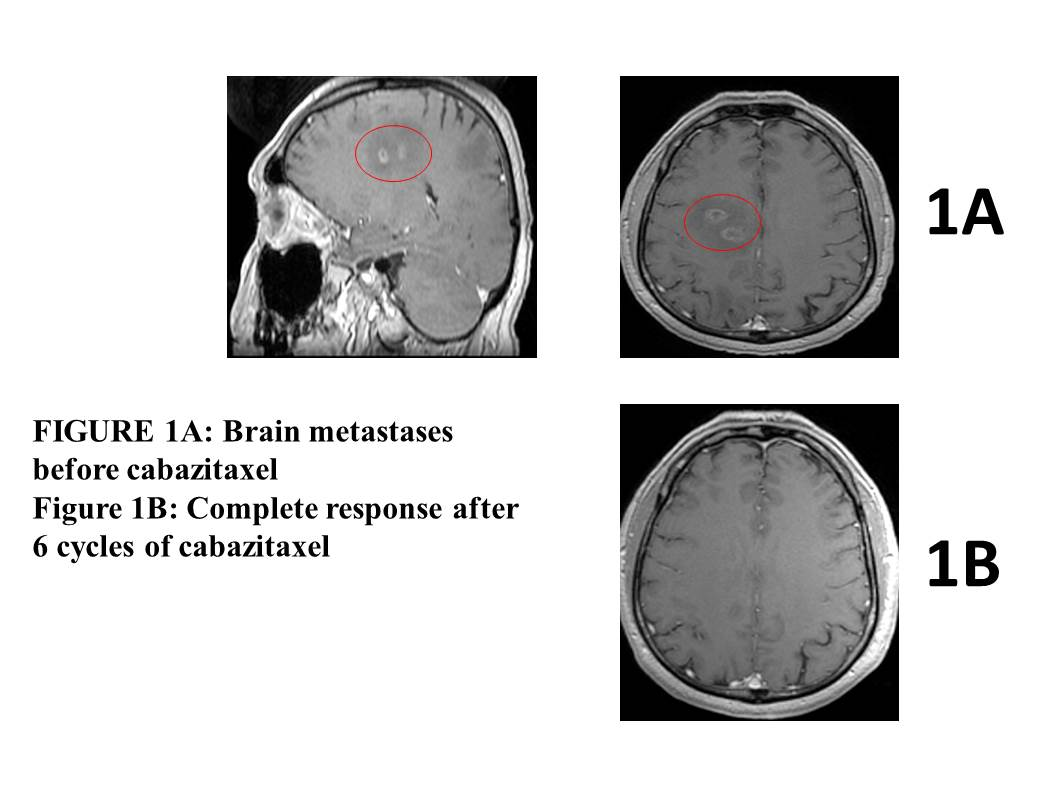 1A
FIGURE 1A: Brain metastases
before cabazitaxel
Figure 1B: Complete response after
6 cycles of cabazitaxel
1B